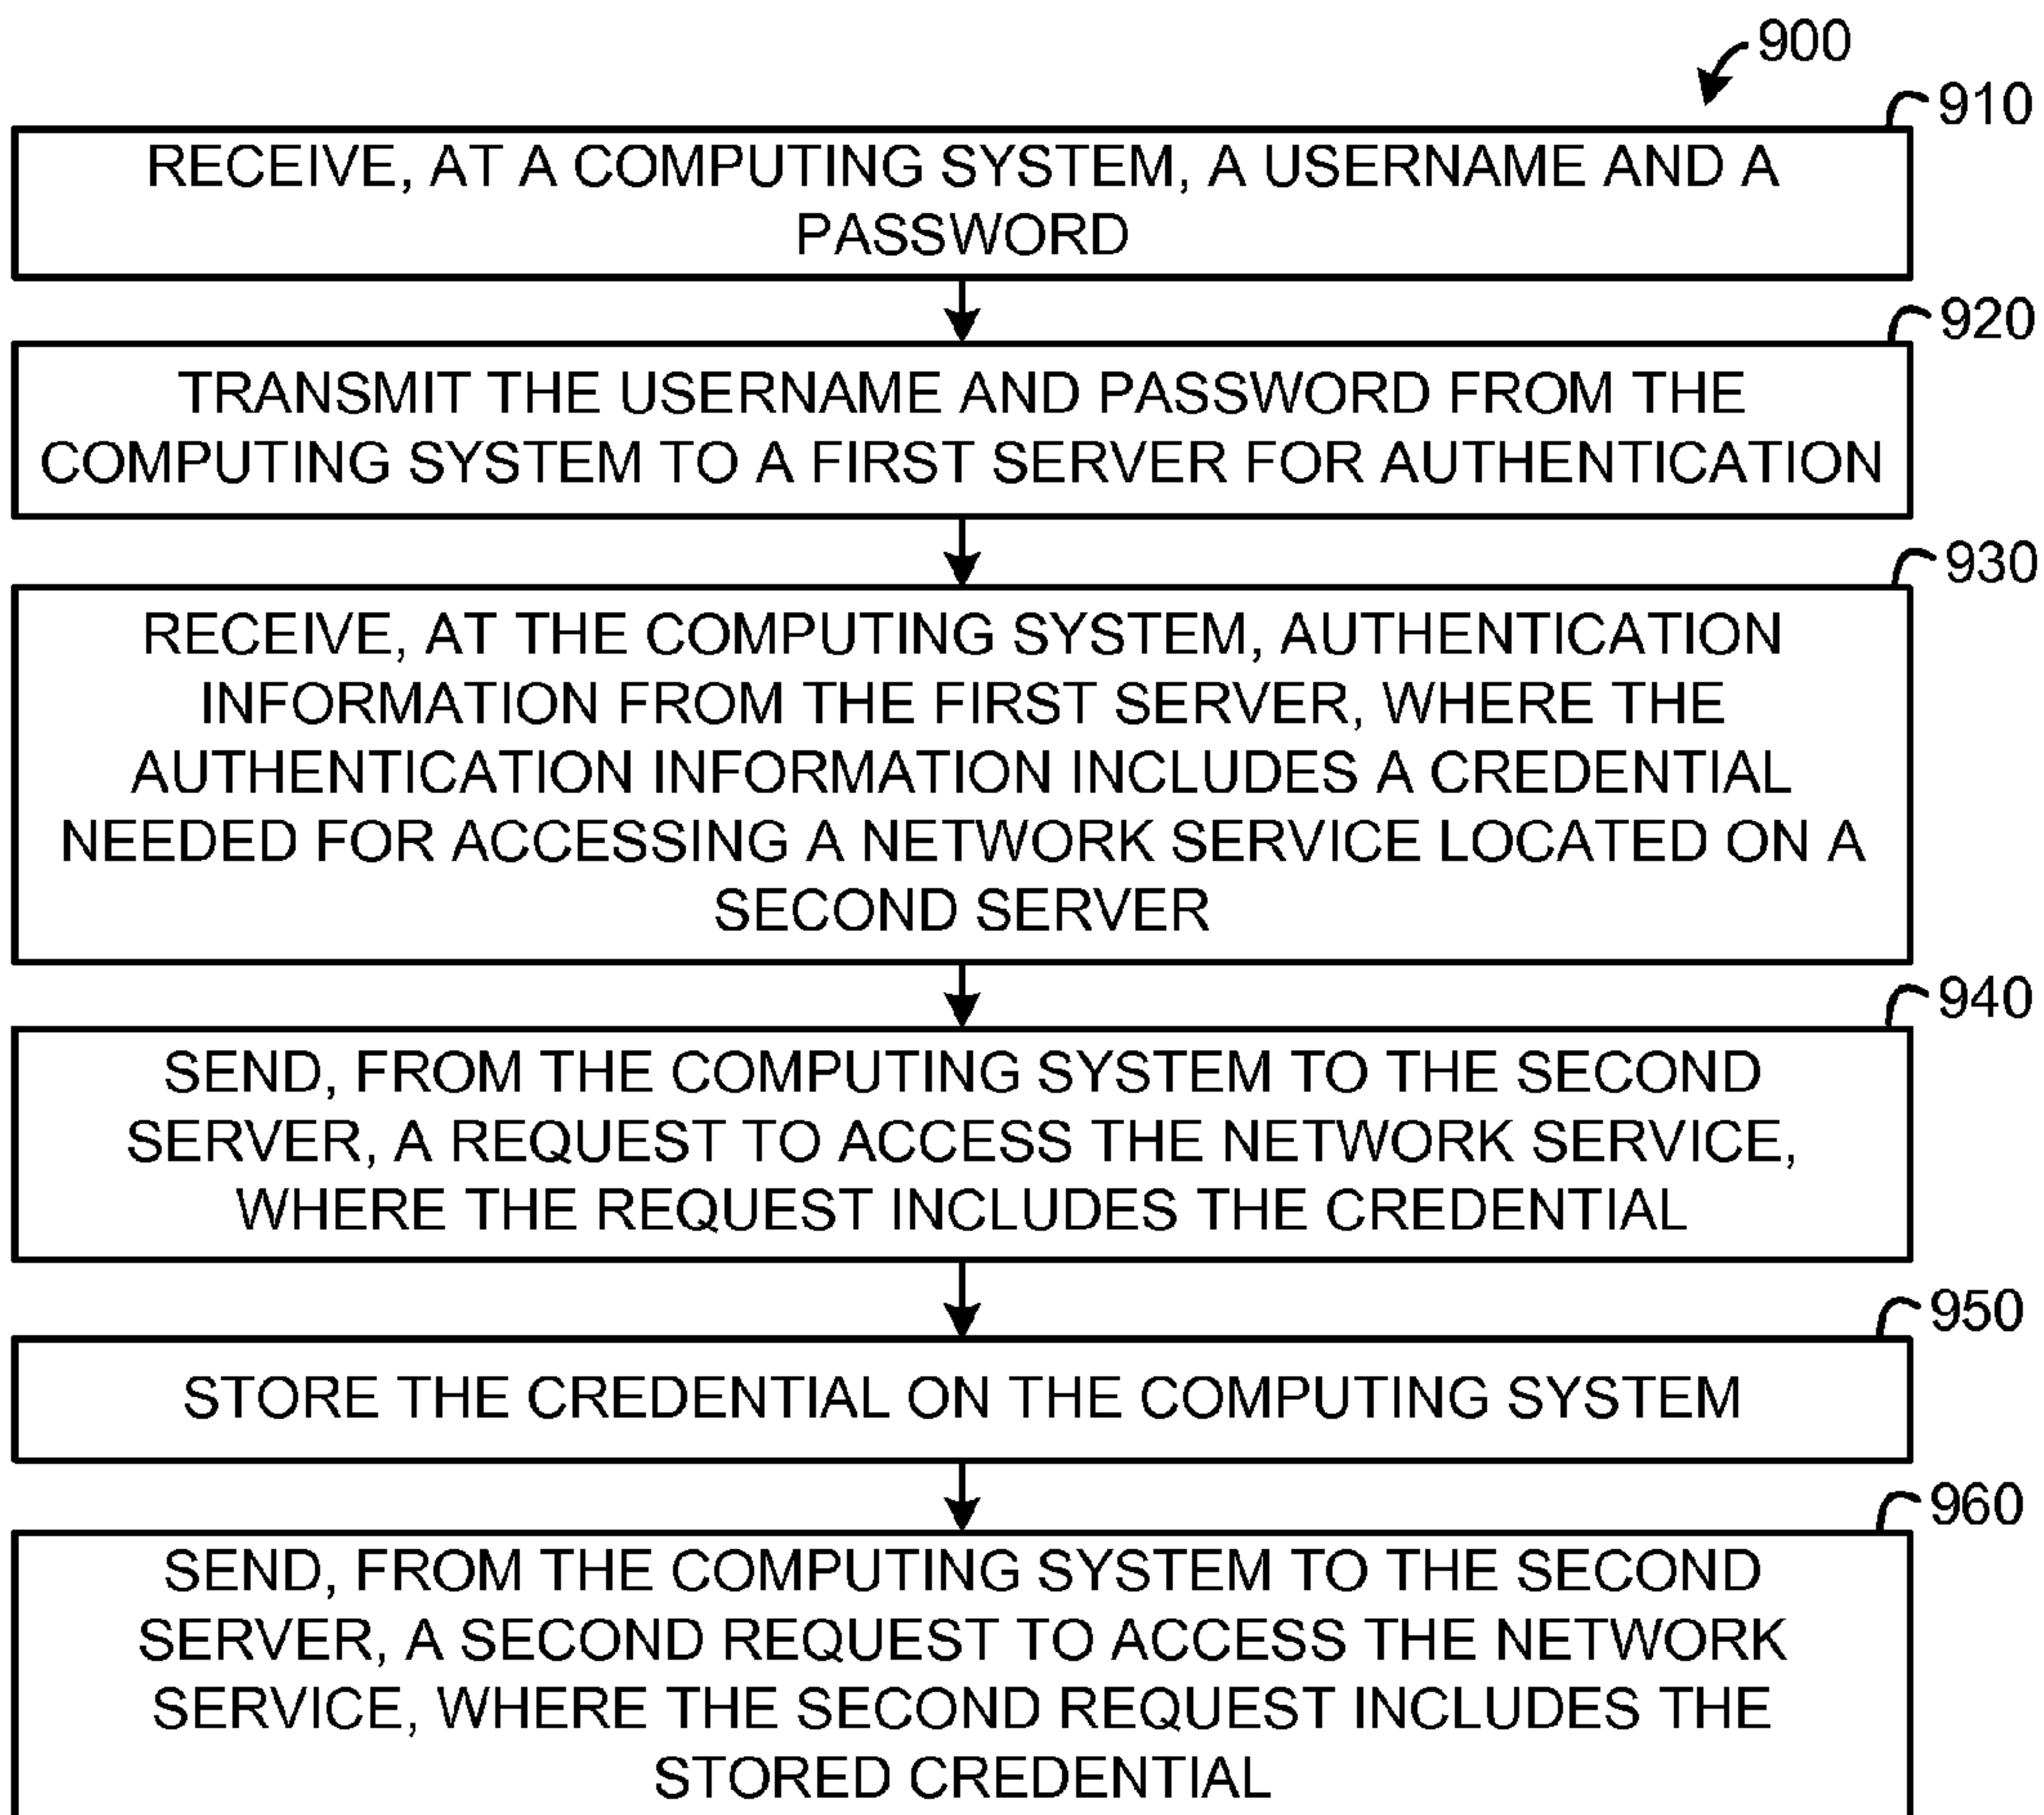 900
910
RECEIVE, AT A COMPUTING SYSTEM, A USERNAME AND A
PASSWORD
920
TRANSMIT THE USERNAME AND PASSWORD FROM THE
COMPUTING SYSTEM TO A FIRST SERVER FOR AUTHENTICATION
930
RECEIVE, AT THE COMPUTING SYSTEM, AUTHENTICATION
INFORMATION FROM THE FIRST SERVER, WHERE THE
AUTHENTICATION INFORMATION INCLUDES A CREDENTIAL
NEEDED FOR ACCESSING A NETWORK SERVICE LOCATED ON A
SECOND SERVER
940
SEND, FROM THE COMPUTING SYSTEM TO THE SECOND
SERVER, A REQUEST TO ACCESS THE NETWORK SERVICE,
WHERE THE REQUEST INCLUDES THE CREDENTIAL
950
STORE THE CREDENTIAL ON THE COMPUTING SYSTEM
960
SEND, FROM THE COMPUTING SYSTEM TO THE SECOND
SERVER, A SECOND REQUEST TO ACCESS THE NETWORK
SERVICE, WHERE THE SECOND REQUEST INCLUDES THE
STORED CREDENTIAL